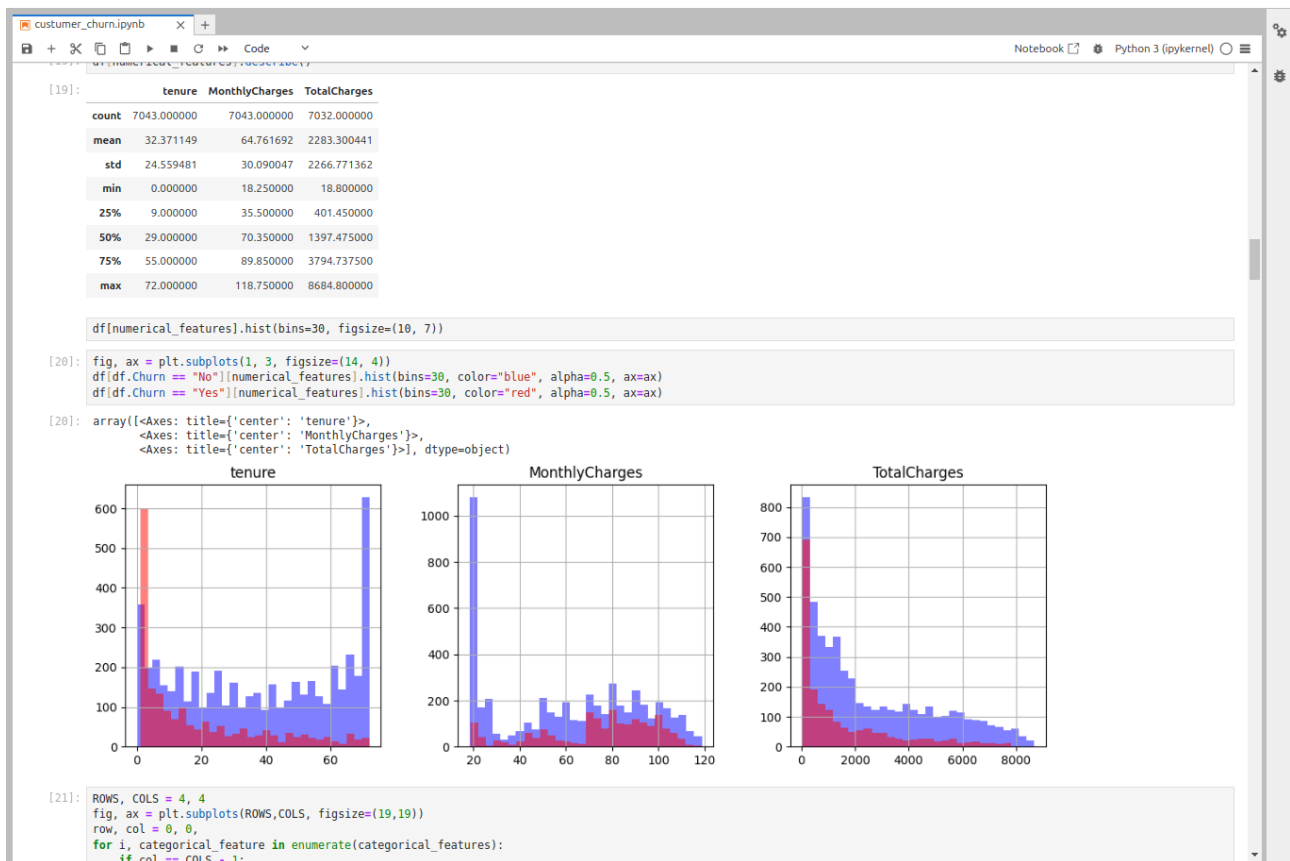 custumer_churn.ipynb
Code
Notebook
Python 3 (ipykernel)
df[numerical_features].describe()
[19]:
tenure MonthlyCharges TotalCharges
count 7043.000000 7043.000000 7032.000000
mean 32.371149 64.761692 2283.300441
std 24.559481 30.090047 2266.771362
min 0.000000 18.250000 18.800000
25% 9.000000 35.500000 401.450000
50% 29.000000 70.350000 1397.475000
75% 55.000000 89.850000 3794.737500
max 72.000000 118.750000 8684.800000
df[numerical_features].hist(bins=30, figsize=(10, 7))
[20]: fig, ax = plt.subplots(1, 3, figsize=(14, 4))
df[df.Churn == "No"][numerical_features].hist(bins=30, color="blue", alpha=0.5, ax=ax)
df[df.Churn == "Yes"][numerical_features].hist(bins=30, color="red", alpha=0.5, ax=ax)
[20]: array([<Axes: title={'center': 'tenure'}>,
<Axes: title={'center': 'MonthlyCharges'}>,
<Axes: title={'center': 'TotalCharges'}>], dtype=object)
tenure
600
500
400
300
200
100
0
0 20 40 60
MonthlyCharges
1000
800
600
400
200
0
20 40 60 80 100 120
TotalCharges
800
700
600
500
400
300
200
100
0
0 2000 4000 6000 8000
[21]: ROWS, COLS = 4, 4
fig, ax = plt.subplots(ROWS,COLS, figsize=(19,19))
row, col = 0, 0,
for i, categorical_feature in enumerate(categorical_features):
if col == COLS - 1: